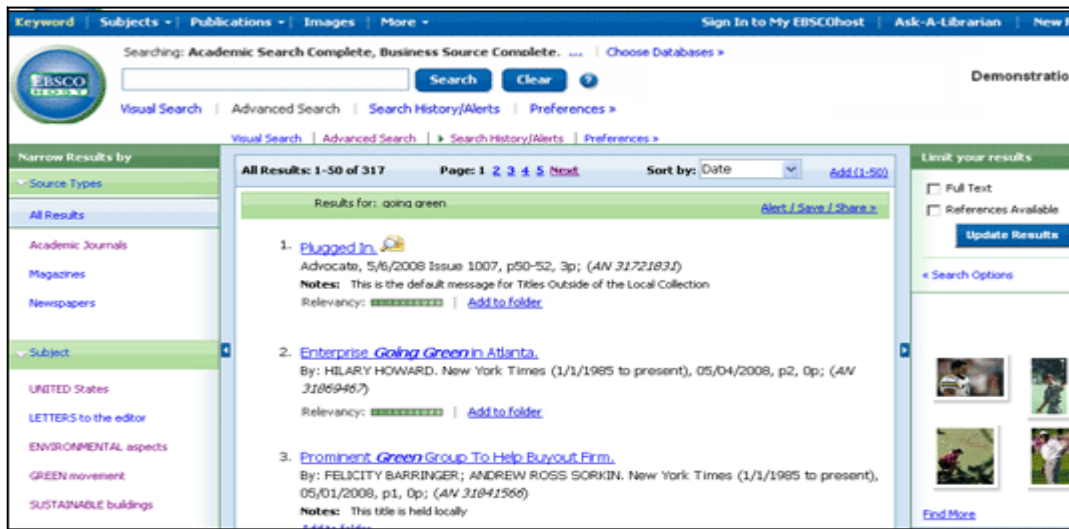 Keyword | Subjects | Publications | Images | More
Sign In to My EBSCOhost | Ask-A-Librarian | New
Searching: Academic Search Complete, Business Source Complete. ... | Choose Databases »
EBSCO
HOST
Search Clear ?
Demonstratio
Visual Search | Advanced Search | Search History/Alerts | Preferences »
Visual Search | Advanced Search | Search History/Alerts | Preferences »
Narrow Results by
Source Types
All Results
Academic Journals
Magazines
Newspapers
Subject
UNITED States
LETTERS to the editor
ENVIRONMENTAL aspects
GREEN movement
SUSTAINABLE buildings
All Results: 1-50 of 317 Page: 1 2 3 4 5 Next Sort by: Date Add (1-50)
Results for: going green Alert / Save / Share »
1. Plugged In.
Advocate, 5/6/2008 Issue 1007, p50-52, 3p; (AN 31721831)
Notes: This is the default message for Titles Outside of the Local Collection
Relevancy: | Add to folder
2. Enterprise Going Green in Atlanta.
By: HILARY HOWARD. New York Times (1/1/1985 to present), 05/04/2008, p2, 0p; (AN
31869467)
Relevancy: | Add to folder
3. Prominent Green Group To Help Buyout Firm.
By: FELICITY BARRINGER; ANDREW ROSS SORKIN. New York Times (1/1/1985 to present),
05/01/2008, p1, 0p; (AN 31841566)
Notes: This title is held locally
Add to folder
Limit your results
Full Text
References Available
Update Results
« Search Options
Find More